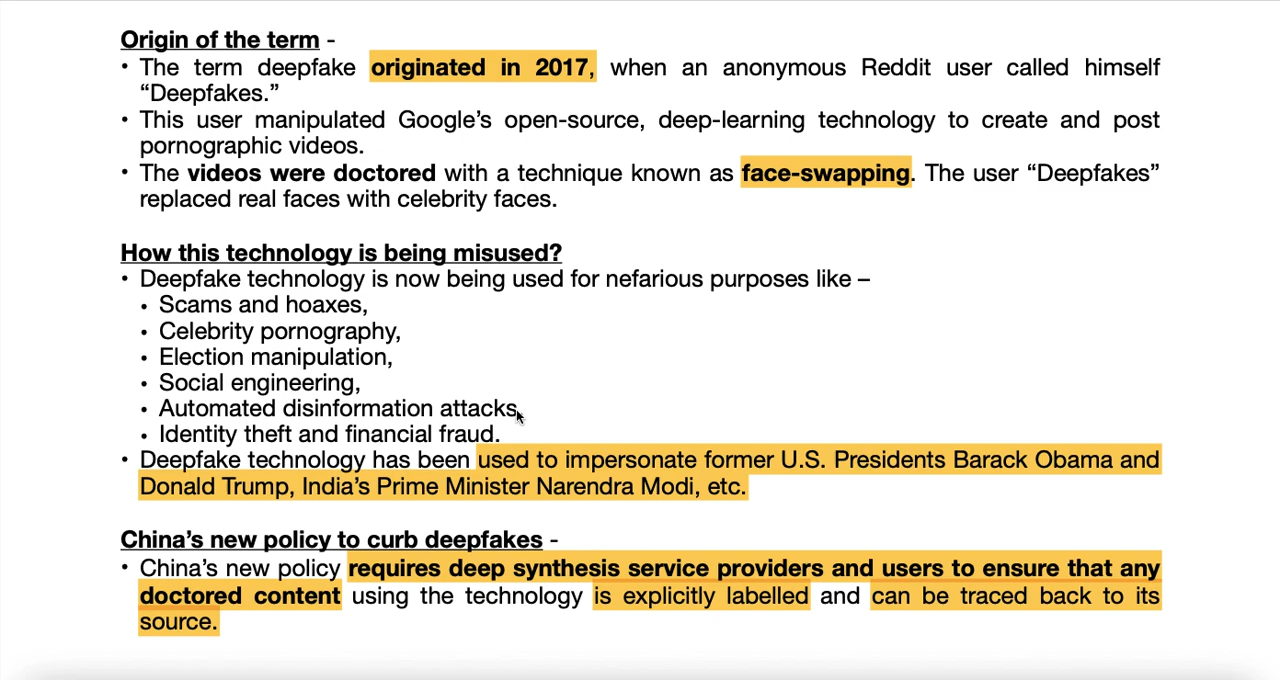 Origin of the term -
• The term deepfake originated in 2017, when an anonymous Reddit user called himself
“Deepfakes.”
• This user manipulated Google’s open-source, deep-learning technology to create and post
pornographic videos.
• The videos were doctored with a technique known as face-swapping. The user “Deepfakes”
replaced real faces with celebrity faces.
How this technology is being misused?
• Deepfake technology is now being used for nefarious purposes like –
• Scams and hoaxes,
• Celebrity pornography,
• Election manipulation,
• Social engineering,
• Automated disinformation attacks,
• Identity theft and financial fraud.
• Deepfake technology has been used to impersonate former U.S. Presidents Barack Obama and
Donald Trump, India’s Prime Minister Narendra Modi, etc.
China’s new policy to curb deepfakes -
• China’s new policy requires deep synthesis service providers and users to ensure that any
doctored content using the technology is explicitly labelled and can be traced back to its
source.